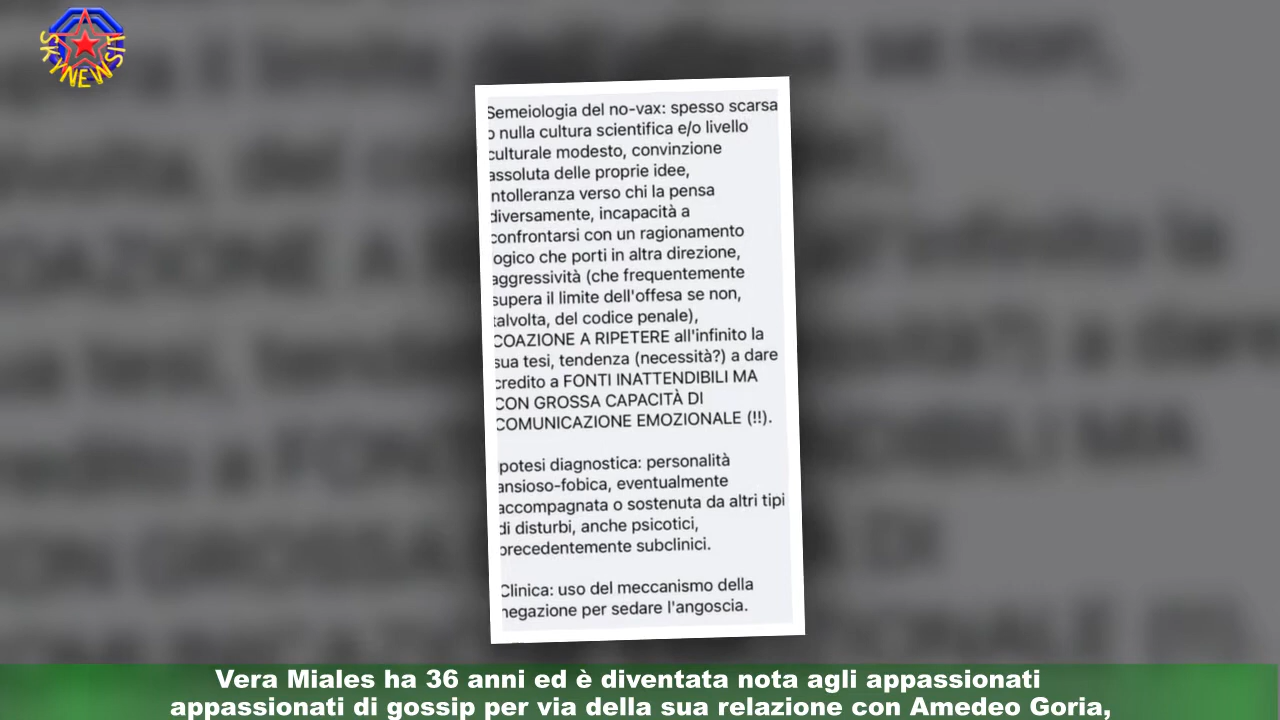 SKYNEWSIT
Semeiologia del no-vax: spesso scarsa
o nulla cultura scientifica e/o livello
culturale modesto, convinzione
assoluta delle proprie idee,
ntolleranza verso chi la pensa
diversamente, incapacità a
confrontarsi con un ragionamento
ogico che porti in altra direzione,
aggressività (che frequentemente
supera il limite dell'offesa se non,
talvolta, del codice penale),
COAZIONE A RIPETERE all'infinito la
sua tesi, tendenza (necessità?) a dare
credito a FONTI INATTENDIBILI MA
CON GROSSA CAPACITÀ DI
COMUNICAZIONE EMOZIONALE (!!).
potesi diagnostica: personalità
ansioso-fobica, eventualmente
accompagnata o sostenuta da altri tipi
di disturbi, anche psicotici,
precedentemente subclinici.
Clinica: uso del meccanismo della
negazione per sedare l'angoscia.
Vera Miales ha 36 anni ed è diventata nota agli appassionati
appassionati di gossip per via della sua relazione con Amedeo Goria,